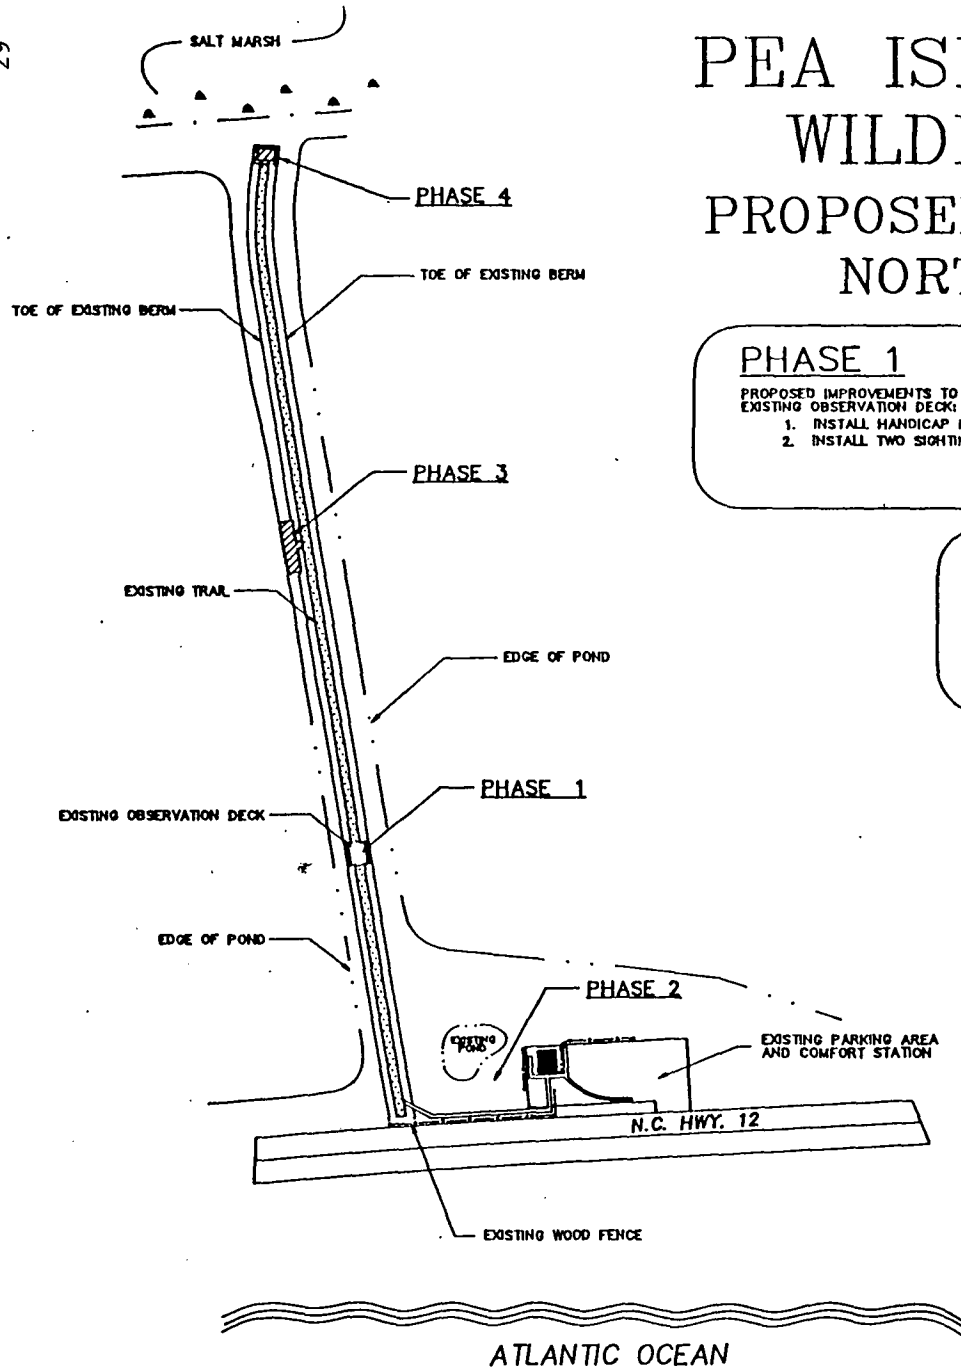 29
SALT MARSH
PEA ISL
WILDI
PROPOSE
NORT
PHASE 4
TOE OF EXISTING BERM
TOE OF EXISTING BERM
PHASE 1
PROPOSED IMPROVEMENTS TO
EXISTING OBSERVATION DECK:
1. INSTALL HANDICAP
2. INSTALL TWO SIGHTI
PHASE 3
EXISTING TRAIL
EDGE OF POND
PHASE 1
EXISTING OBSERVATION DECK
EDGE OF POND
PHASE 2
EXISTING
POND
EXISTING PARKING AREA
AND COMFORT STATION
N.C. HWY. 12
EXISTING WOOD FENCE
ATLANTIC OCEAN